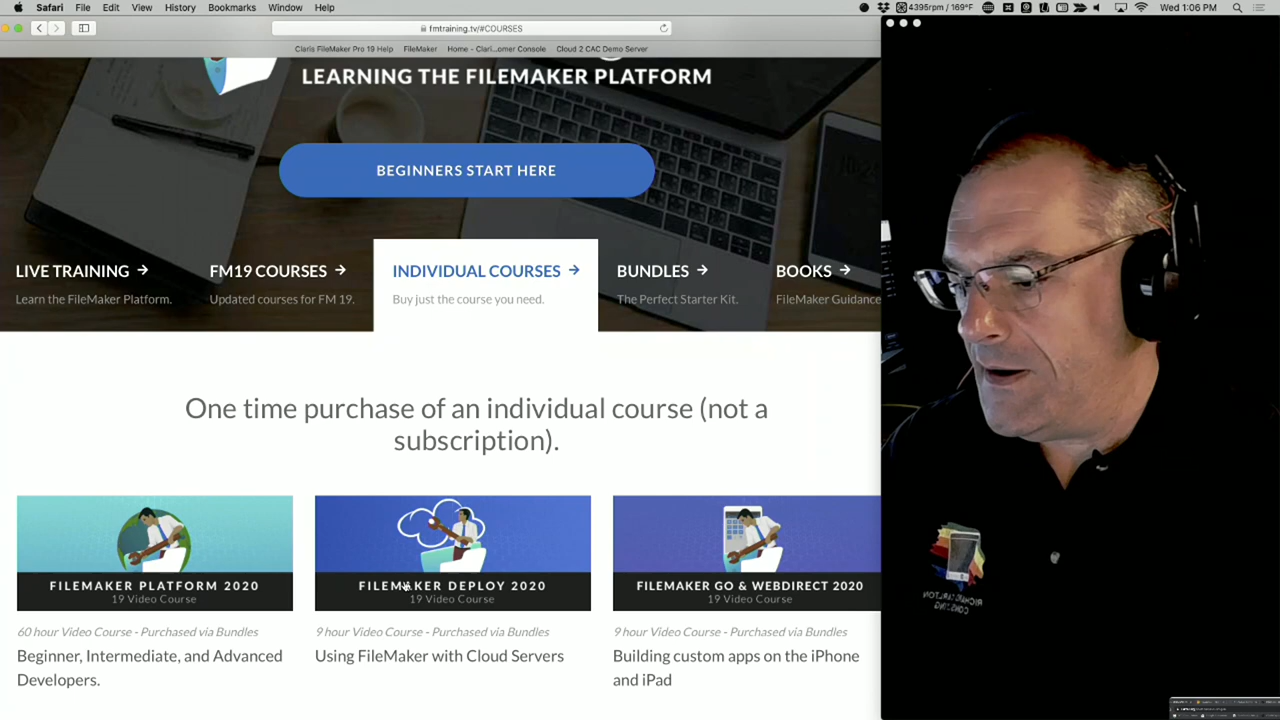 Safari File Edit View History Bookmarks Window Help
4395rpm / 169°F
Wed 1:06 PM
fmtraining.tv/#COURSES
Claris FileMaker Pro 19 Help FileMaker Home - Clari...omer Console Cloud 2 CAC Demo Server
LEARNING THE FILEMAKER PLATFORM
BEGINNERS START HERE
LIVE TRAINING → FM19 COURSES → INDIVIDUAL COURSES → BUNDLES → BOOKS →
Learn the FileMaker Platform. Updated courses for FM 19. Buy just the course you need. The Perfect Starter Kit. FileMaker Guidance
One time purchase of an individual course (not a
subscription).
FILEMAKER PLATFORM 2020
19 Video Course
60 hour Video Course - Purchased via Bundles
Beginner, Intermediate, and Advanced
Developers.
FILEMAKER DEPLOY 2020
19 Video Course
9 hour Video Course - Purchased via Bundles
Using FileMaker with Cloud Servers
FILEMAKER GO & WEBDIRECT 2020
19 Video Course
9 hour Video Course - Purchased via Bundles
Building custom apps on the iPhone
and iPad
RICHARD CARLTON
CONSULTING